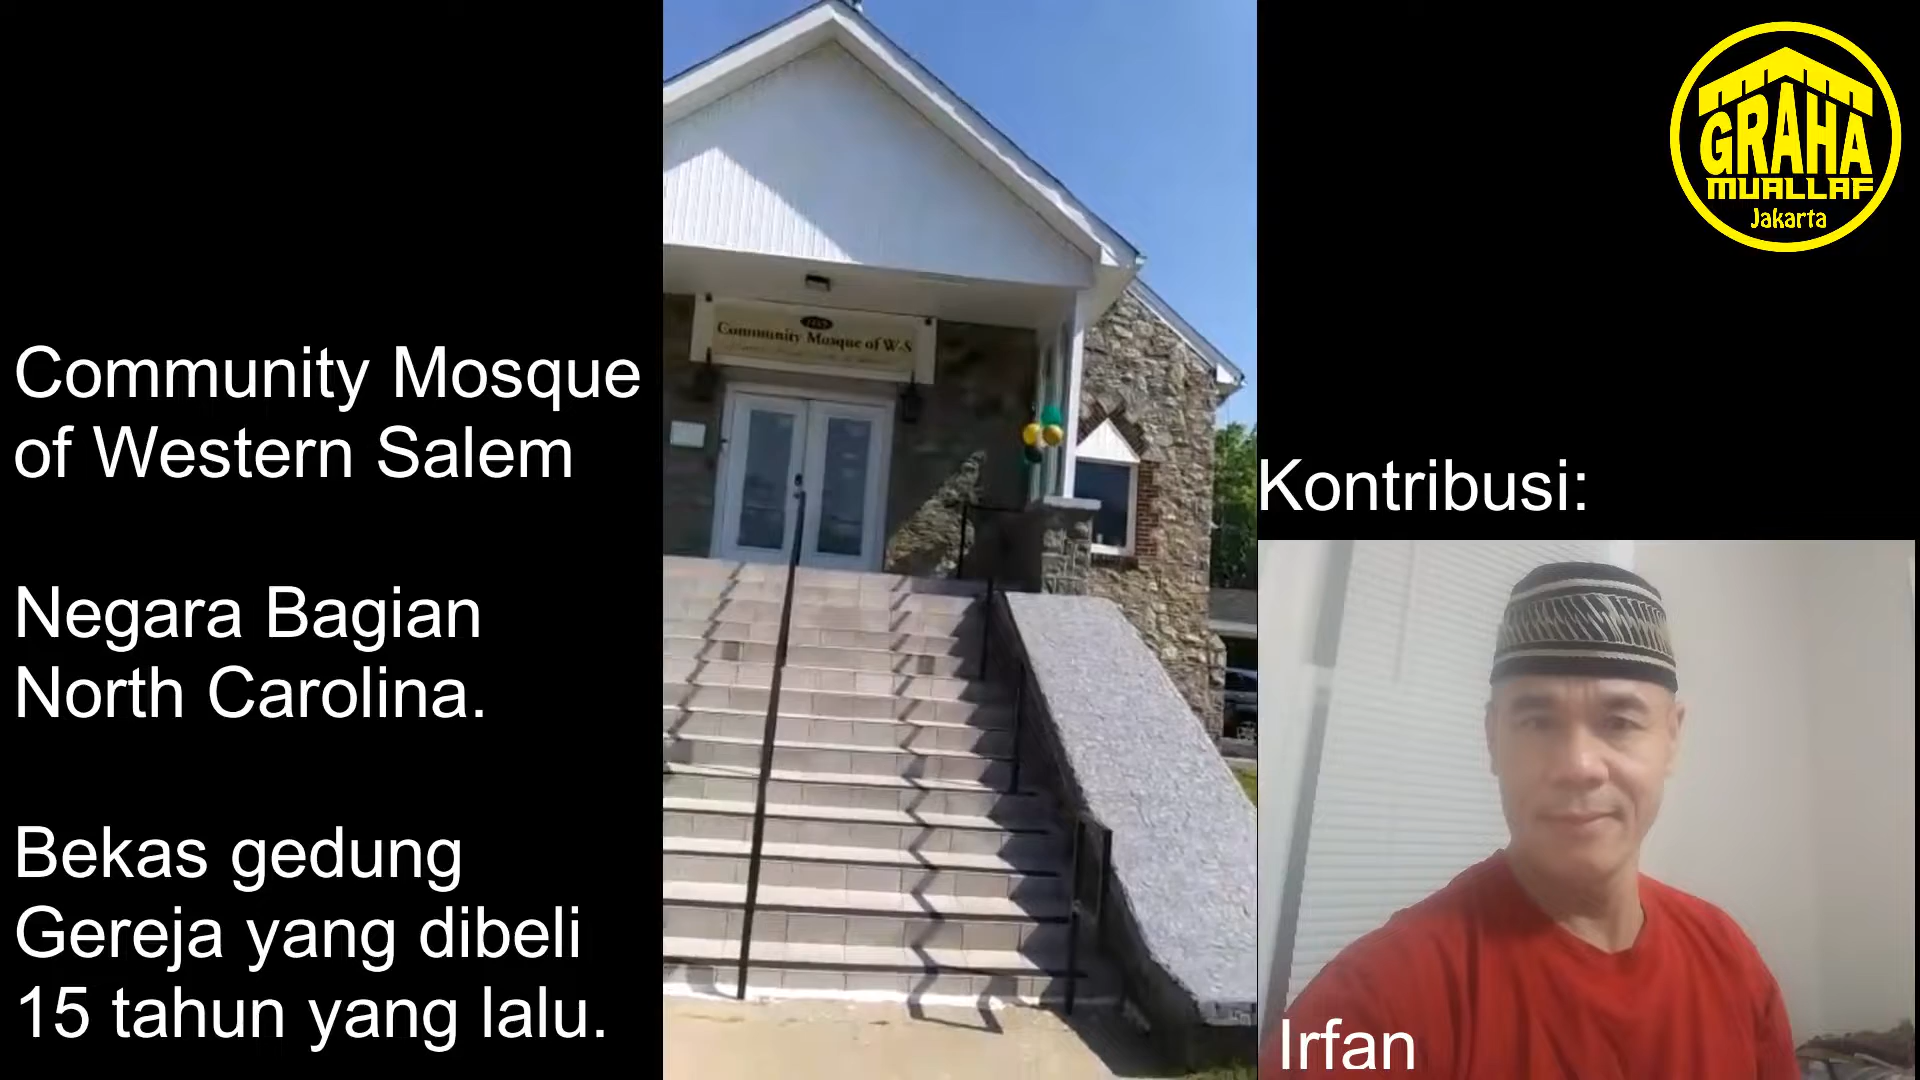 Community Mosque
of Western Salem
Negara Bagian
North Carolina.
Bekas gedung
Gereja yang dibeli
15 tahun yang lalu.
Community Mosque of W-S
GRAHA
MUALLAF
Jakarta
Kontribusi:
Irfan